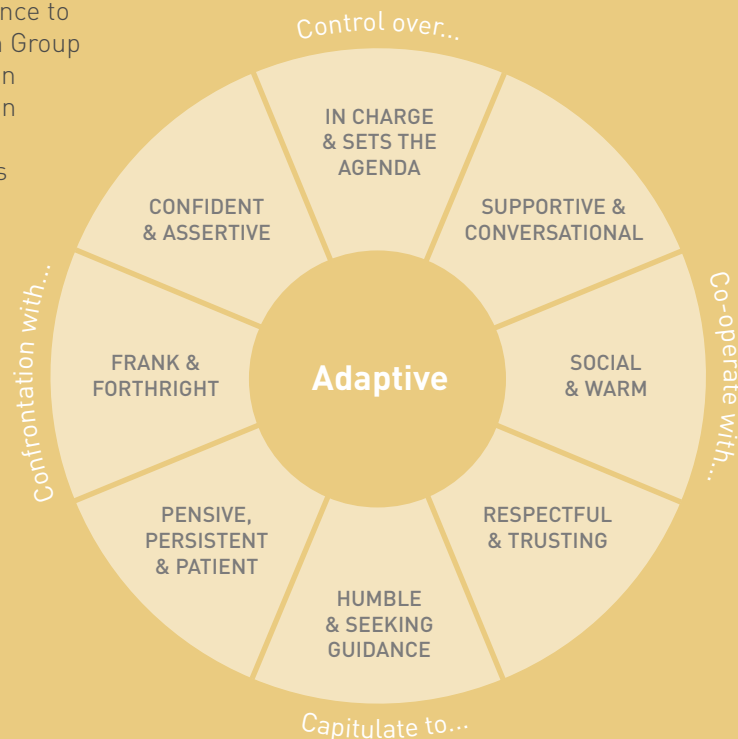 nce to
Group
n
n
s
Control over...
IN CHARGE
& SETS THE
AGENDA
SUPPORTIVE &
CONVERSATIONAL
Co-operate with...
SOCIAL
& WARM
RESPECTFUL
& TRUSTING
Capitulate to...
HUMBLE
& SEEKING
GUIDANCE
PENSIVE,
PERSISTENT
& PATIENT
Confrontation with...
FRANK &
FORTHRIGHT
CONFIDENT
& ASSERTIVE
Adaptive